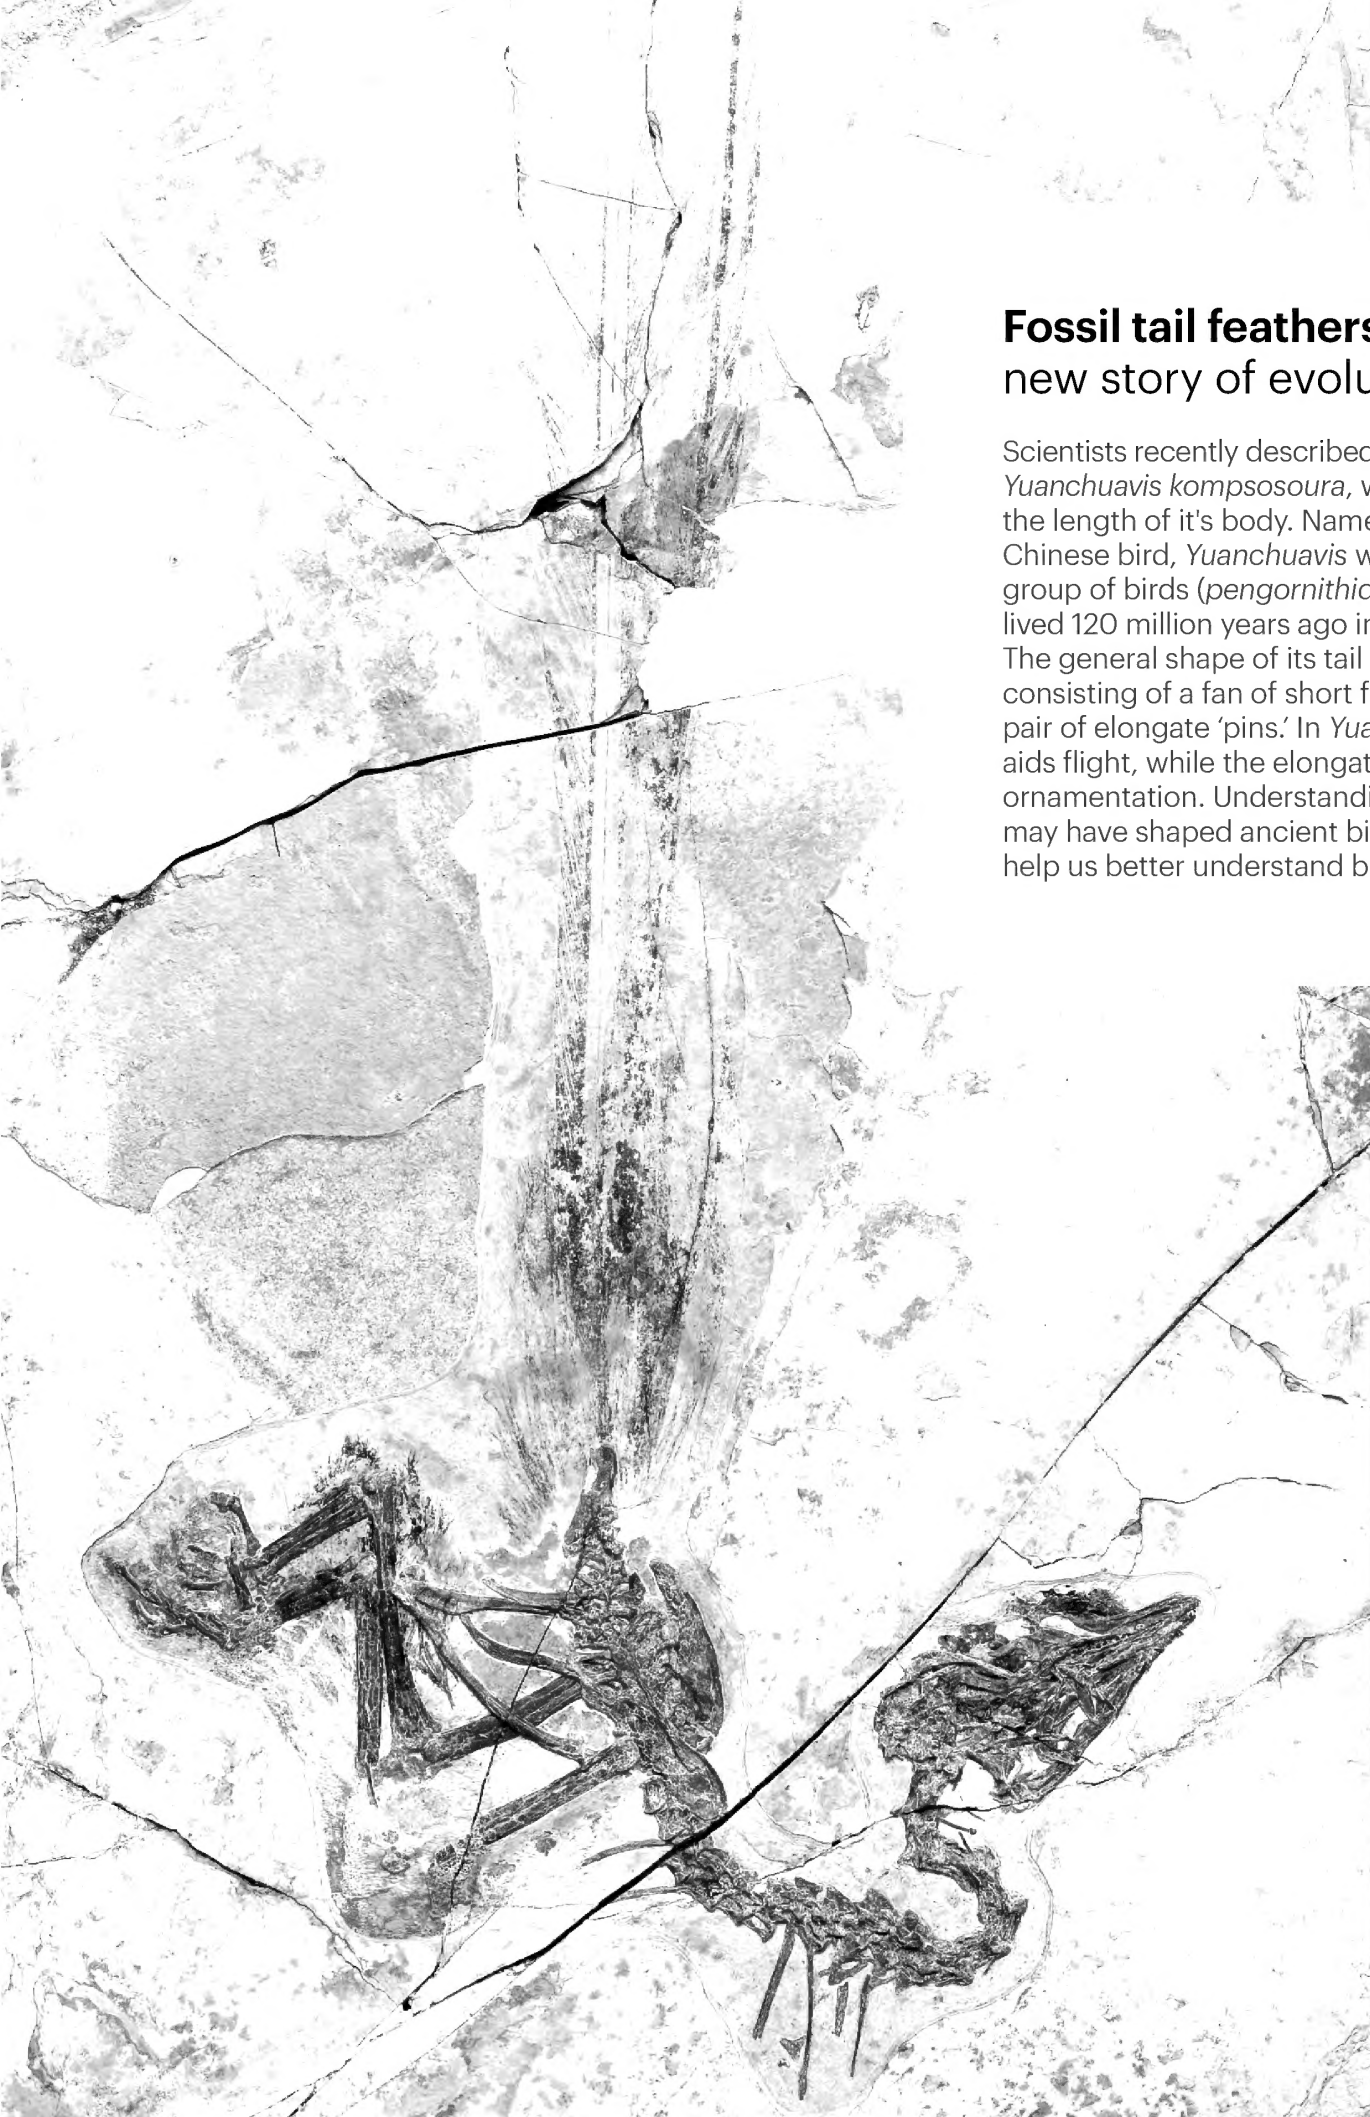 Fossil tail feathers
new story of evolu
Scientists recently described
Yuanchuavis kompsosoura, w
the length of it's body. Name
Chinese bird, Yuanchuavis w
group of birds (pengornithid
lived 120 million years ago in
The general shape of its tail
consisting of a fan of short f
pair of elongate ‘pins.’ In Yua
aids flight, while the elongat
ornamentation. Understandi
may have shaped ancient bi
help us better understand b